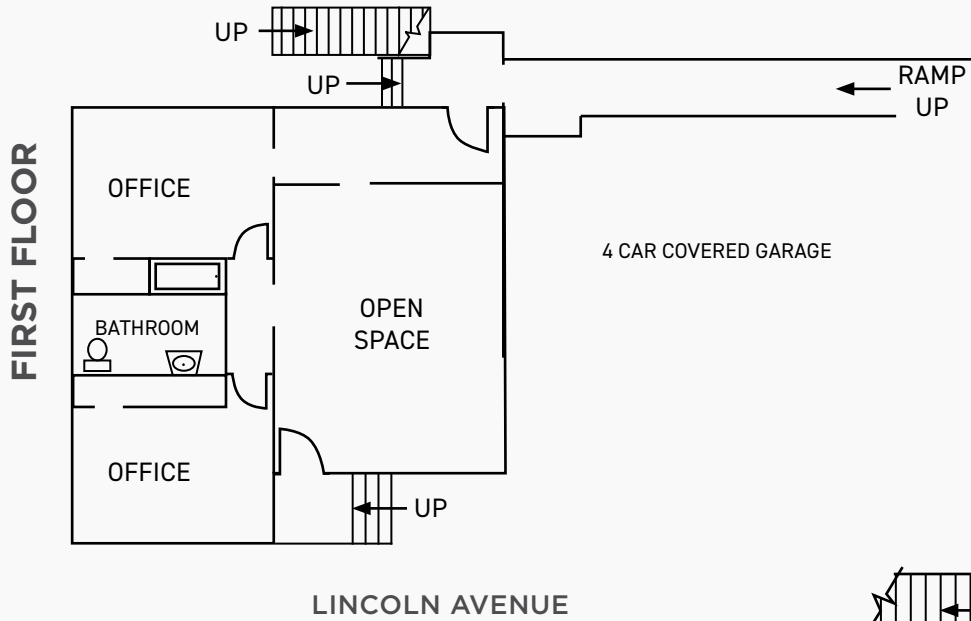 UP
UP
RAMP
UP
FIRST FLOOR
OFFICE
4 CAR COVERED GARAGE
OPEN
SPACE
BATHROOM
OFFICE
UP
LINCOLN AVENUE